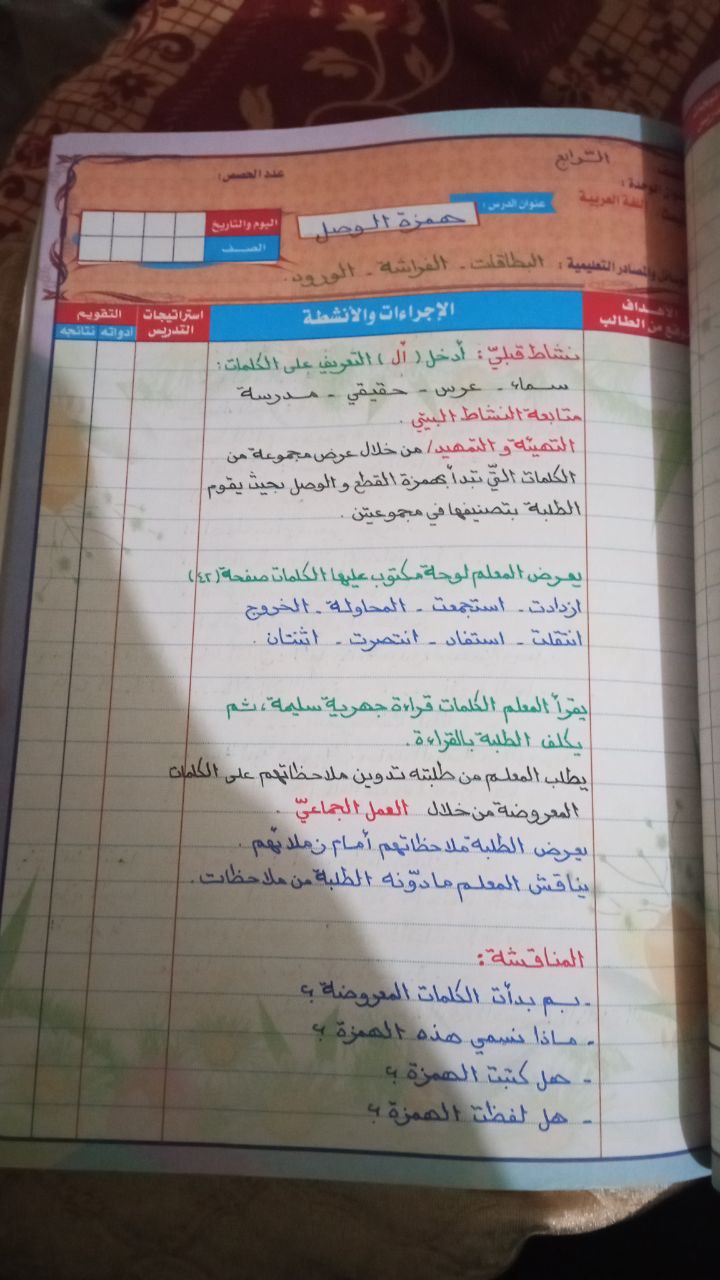 الرابع
عدد الحصص:
الوحدة:
اللغة العربية
عنوان الدرس:
همزة الوصل
اليوم والتاريخ
الصف
والمصادر التعليمية: البطاقات - الفراشة - الورود.
الأهداف
من الطالب
الإجراءات والأنشطة
استراتيجات
التدريس
التقويم
أدواته
نتائجه
نشاط قبليّ: أدخل (أل) التعريف على الكلمات:
سماء - عرس - حقيقي - مدرسة
متابعة النشاط البيتي.
التهيئة والتمهيد/ من خلال عرض مجموعة من
الكلمات التي تبدأ بهمزة القطع والوصل بحيث يقوم
الطلبة بتصنيفها في مجموعتين.
يعرض المعلم لوحة مكتوب عليها الكلمات صفحة (٤٢)
ازدادت - استجمعت - المحاولة - الخروج
انتقلت - استفاد - انتصرت - اثنتان.
يقرأ المعلم الكلمات قراءة جهرية سليمة، ثم
يكلف الطلبة بالقراءة.
يطلب المعلم من طلبته تدوين ملاحظاتهم على الكلمات
المعروضة من خلال العمل الجماعيّ.
يعرض الطلبة ملاحظاتهم أمام زملائهم.
يناقش المعلم ما دوّنه الطلبة من ملاحظات.
المناقشة:
- بم بدأت الكلمات المعروضة؟
- ماذا نسمي هذه الهمزة؟
- هل كتبت الهمزة؟
- هل لفظت الهمزة؟